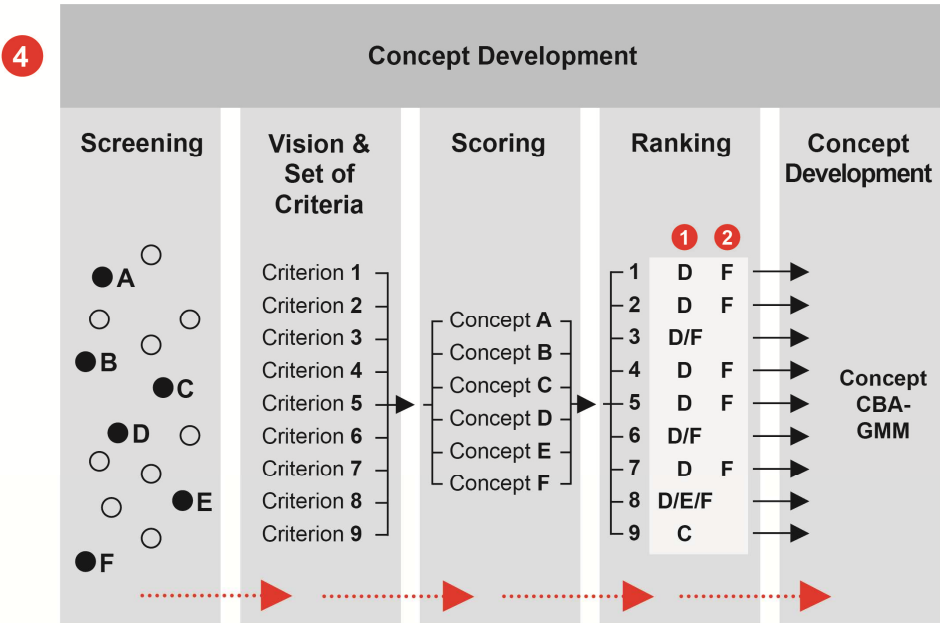 4
Concept Development
Screening
Vision &
Set of
Criteria
Scoring
Ranking
Concept
Development
A
B
C
D
E
F
Criterion 1
Criterion 2
Criterion 3
Criterion 4
Criterion 5
Criterion 6
Criterion 7
Criterion 8
Criterion 9
Concept A
Concept B
Concept C
Concept D
Concept E
Concept F
1 2
1 D F
2 D F
3 D/F
4 D F
5 D F
6 D/F
7 D F
8 D/E/F
9 C
Concept
CBA-
GMM